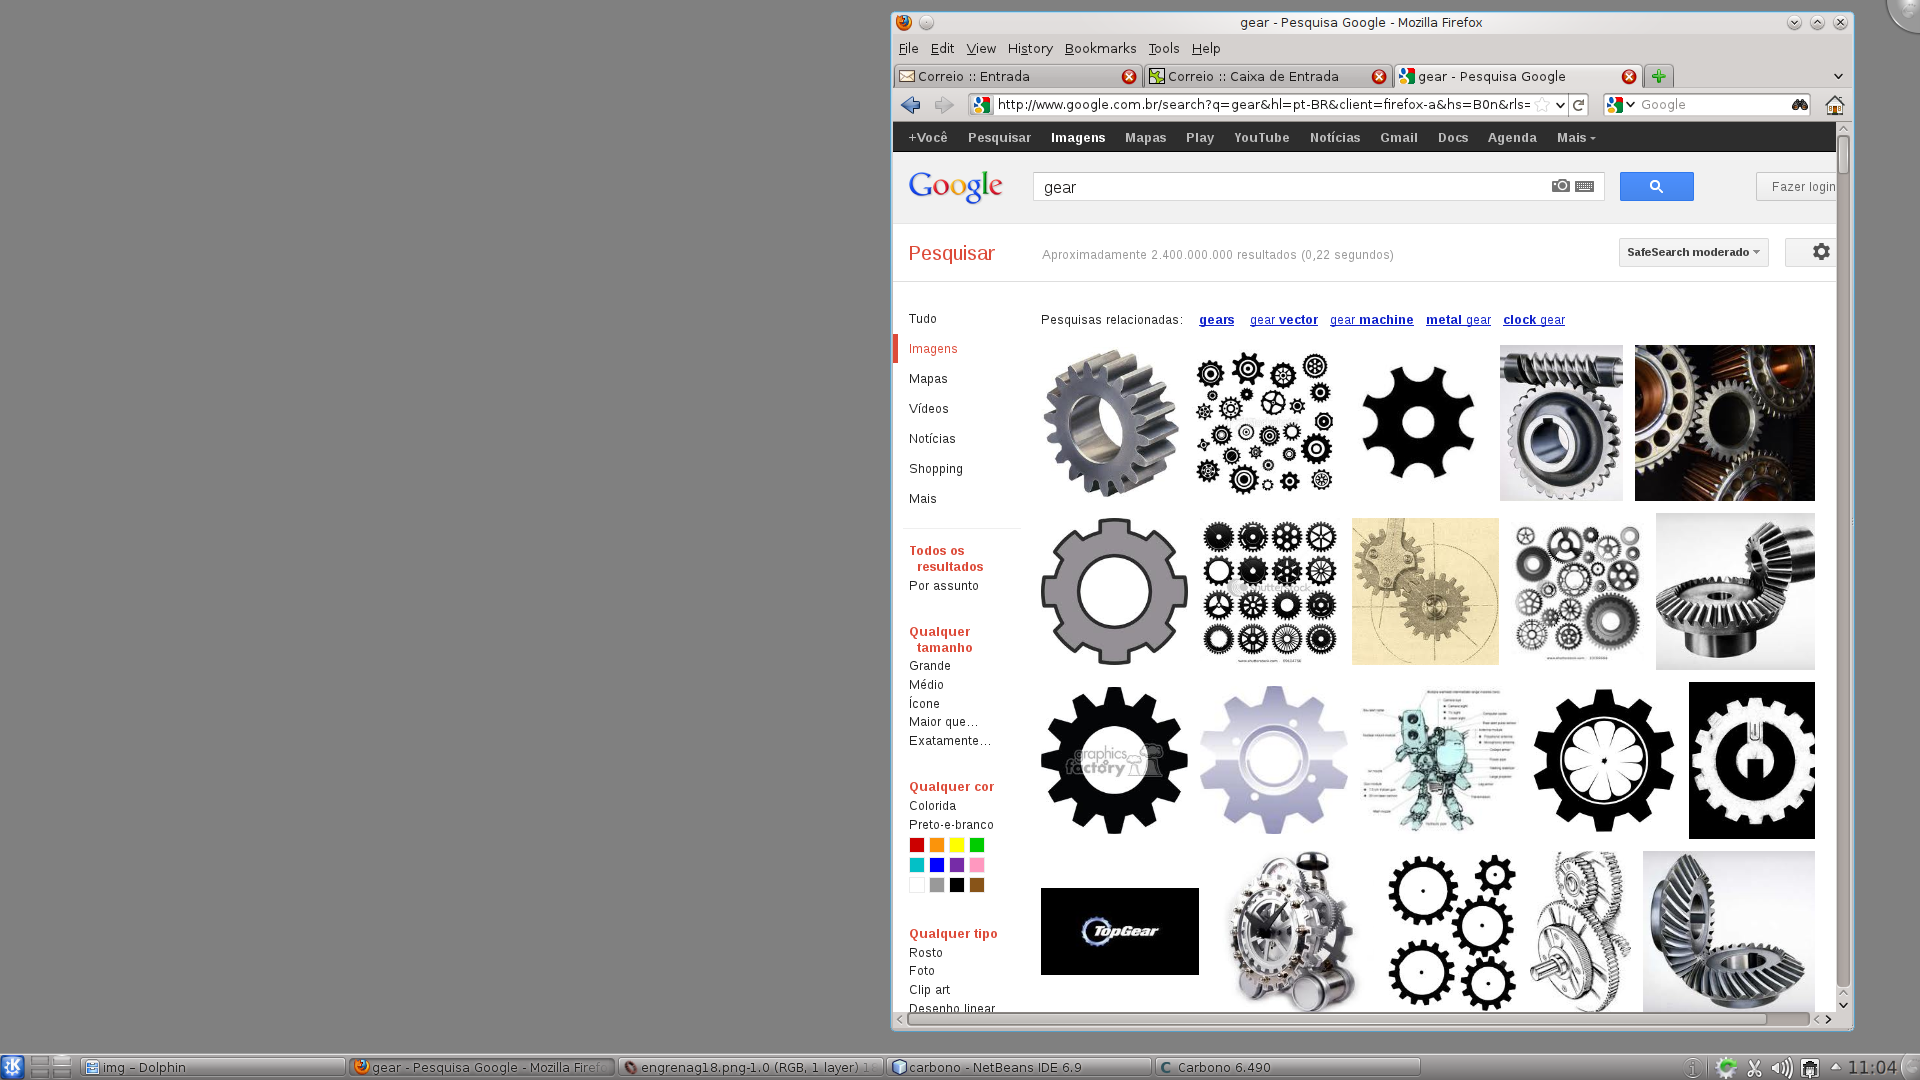 gear - Pesquisa Google - Mozilla Firefox
File Edit View History Bookmarks Tools Help
Correio :: Entrada
Correio :: Caixa de Entrada
gear - Pesquisa Google
http://www.google.com.br/search?q=gear&hl=pt-BR&client=firefox-a&hs=B0n&rls=
Google
+Você Pesquisar Imagens Mapas Play YouTube Notícias Gmail Docs Agenda Mais
Google
gear
Fazer login
Pesquisar
Aproximadamente 2.400.000.000 resultados (0,22 segundos)
SafeSearch moderado
Tudo
Imagens
Mapas
Vídeos
Notícias
Shopping
Mais
Todos os
resultados
Por assunto
Qualquer
tamanho
Grande
Médio
Ícone
Maior que...
Exatamente...
Qualquer cor
Colorida
Preto-e-branco
Qualquer tipo
Rosto
Foto
Clip art
Desenho linear
Pesquisas relacionadas: gears gear vector gear machine metal gear clock gear
shutterstock
graphics
factory
TopGear
img – Dolphin
gear - Pesquisa Google - Mozilla Firef
engrenag18.png-1.0 (RGB, 1 layer) 18
carbono - NetBeans IDE 6.9
Carbono 6.490
11:04